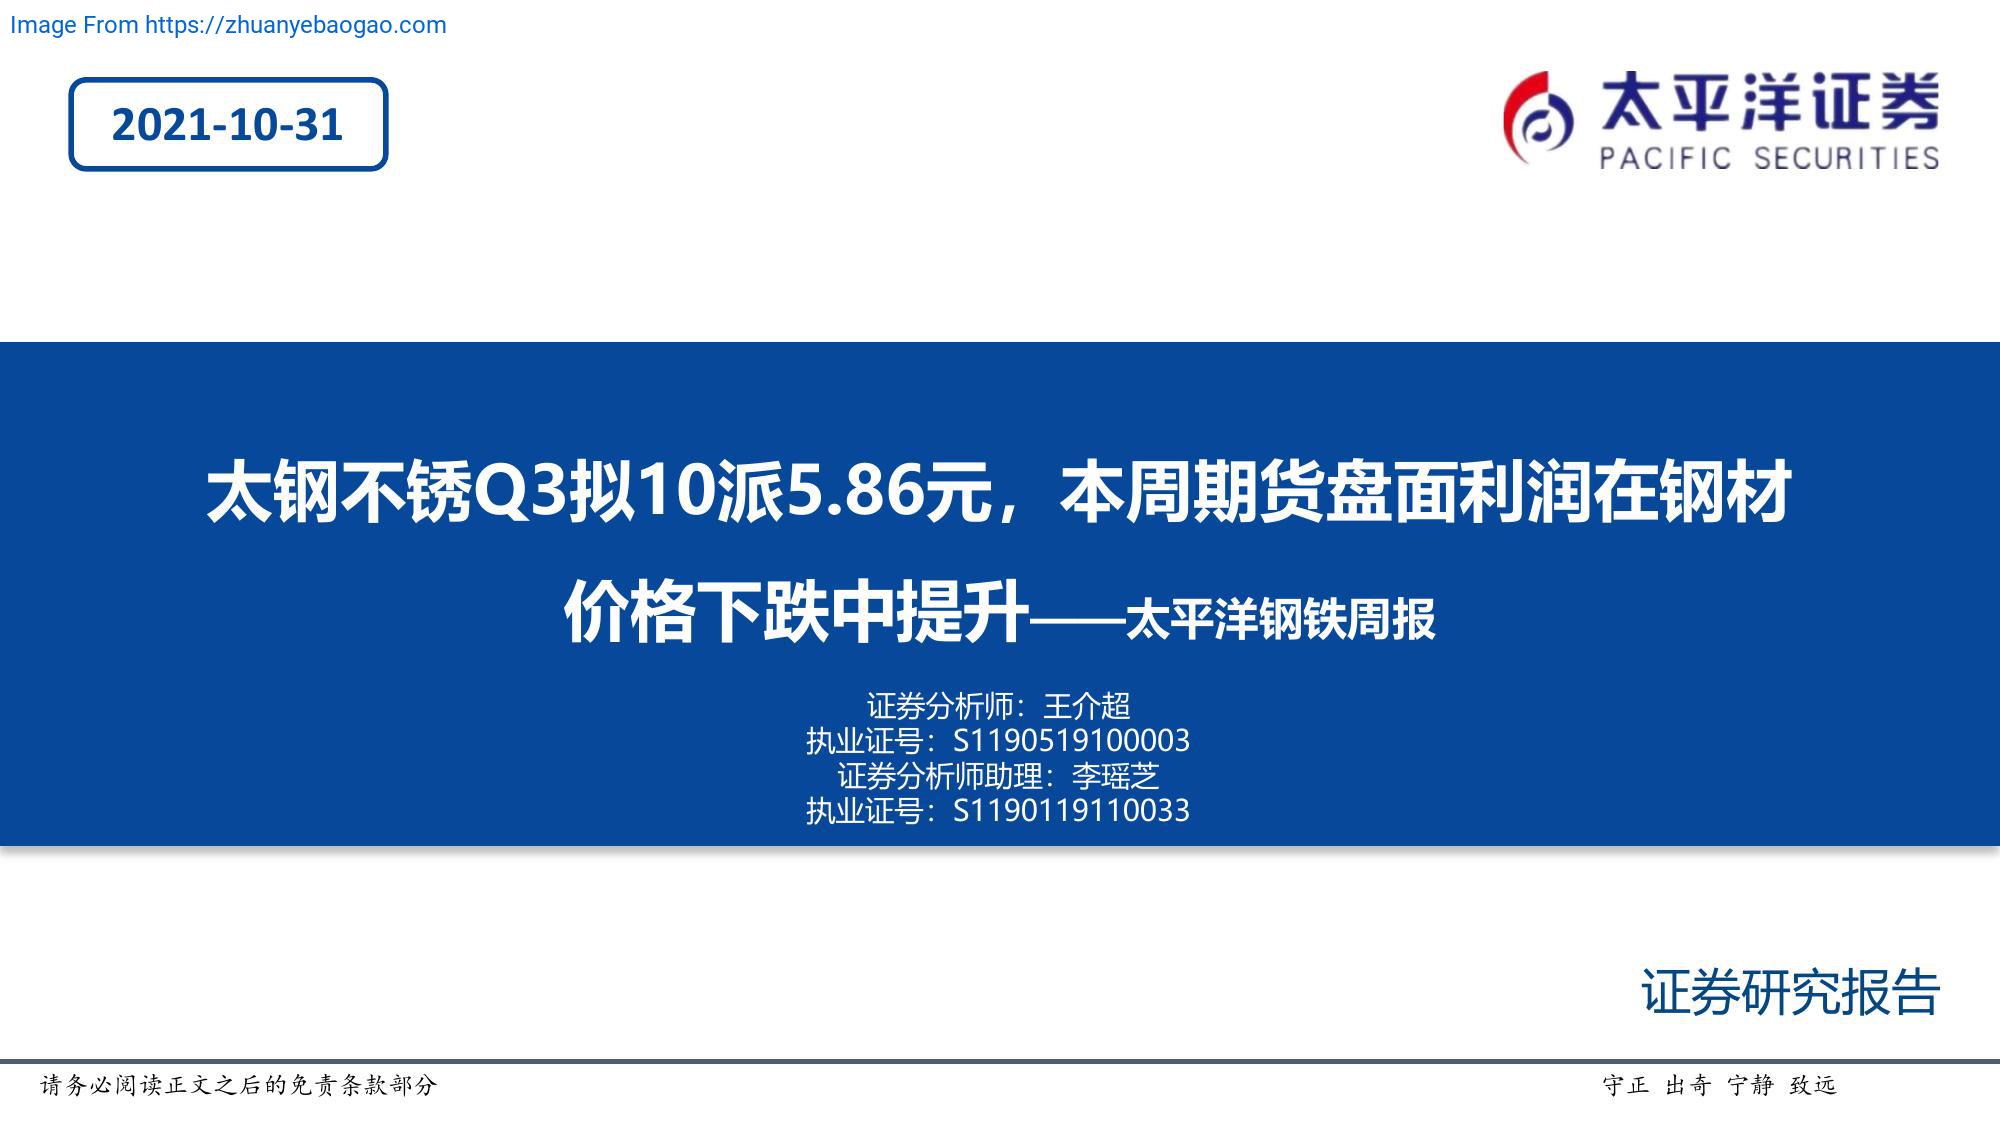 Image From https://zhuanyebaogao.com
2021-10-31
太平洋证券
PACIFIC SECURITIES
太钢不锈Q3拟10派5.86元，本周期货盘面利润在钢材
价格下跌中提升——太平洋钢铁周报
证券分析师：王介超
执业证号：S1190519100003
证券分析师助理：李瑶芝
执业证号：S1190119110033
证券研究报告
请务必阅读正文之后的免责条款部分
守正 出奇 宁静 致远